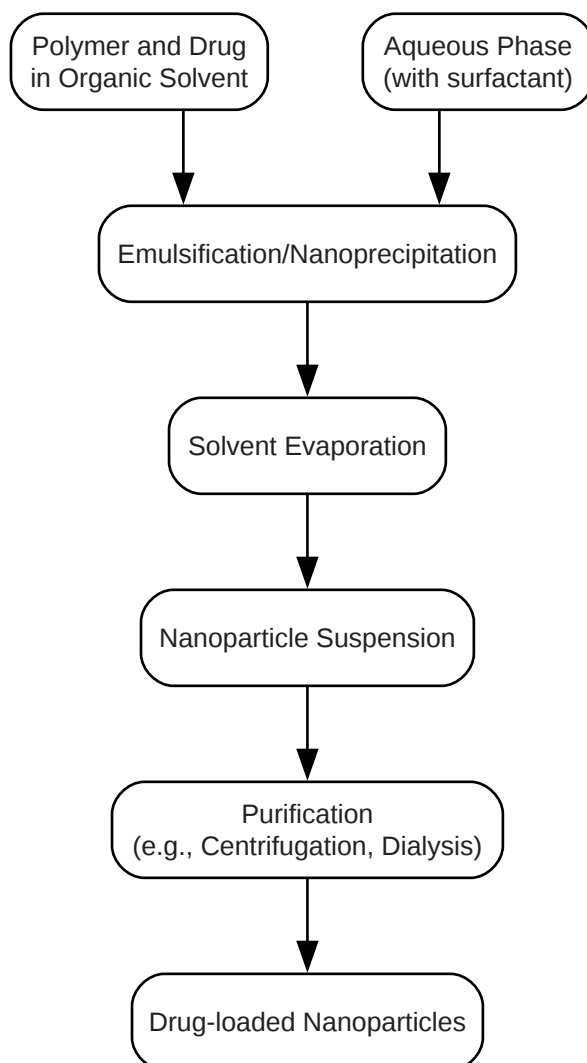 Polymer and Drug
in Organic Solvent
Aqueous Phase
(with surfactant)
Emulsification/Nanoprecipitation
Solvent Evaporation
Nanoparticle Suspension
Purification
(e.g., Centrifugation, Dialysis)
Drug-loaded Nanoparticles